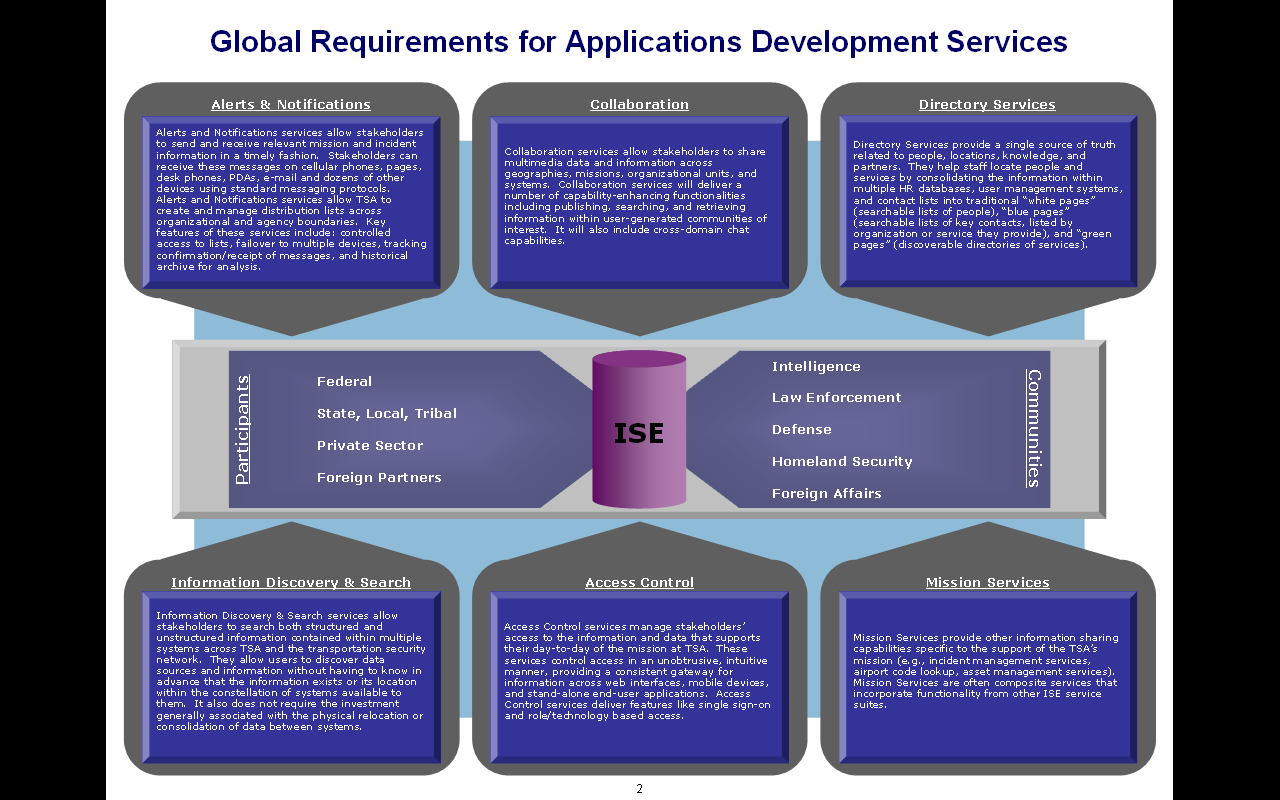 Global Requirements for Applications Development Services
Alerts & Notifications
Alerts and Notifications services allow stakeholders
to send and receive relevant mission and incident
information in a timely fashion. Stakeholders can
receive these messages on cellular phones, pages,
desk phones, PDAs, e-mail and dozens of other
devices using standard messaging protocols.
Alerts and Notifications services allow TSA to
create and manage distribution lists across
organizational and agency boundaries. Key
features of these services include: controlled
access to lists, failover to multiple devices, tracking
confirmation/receipt of messages, and historical
archive for analysis.
Collaboration
Collaboration services allow stakeholders to share
multimedia data and information across
geographies, missions, organizational units, and
systems. Collaboration services will deliver a
number of capability-enhancing functionalities
including publishing, searching, and retrieving
information within user-generated communities of
interest. It will also include cross-domain chat
capabilities.
Directory Services
Directory Services provide a single source of truth
related to people, locations, knowledge, and
partners. They help staff locate people and
services by consolidating the information within
multiple HR databases, user management systems,
and contact lists into traditional “white pages”
(searchable lists of people), “blue pages”
(searchable lists of key contacts, listed by
organization or service they provide), and “green
pages” (discoverable directories of services).
Participants
Federal
State, Local, Tribal
Private Sector
Foreign Partners
ISE
Intelligence
Law Enforcement
Defense
Homeland Security
Foreign Affairs
Communities
Information Discovery & Search
Information Discovery & Search services allow
stakeholders to search both structured and
unstructured information contained within multiple
systems across TSA and the transportation security
network. They allow users to discover data
sources and information without having to know in
advance that the information exists or its location
within the constellation of systems available to
them. It also does not require the investment
generally associated with the physical relocation or
consolidation of data between systems.
Access Control
Access Control services manage stakeholders’
access to the information and data that supports
their day-to-day of the mission at TSA. These
services control access in an unobtrusive, intuitive
manner, providing a consistent gateway for
information across web interfaces, mobile devices,
and stand-alone end-user applications. Access
Control services deliver features like single sign-on
and role/technology based access.
Mission Services
Mission Services provide other information sharing
capabilities specific to the support of the TSA’s
mission (e.g., incident management services,
airport code lookup, asset management services).
Mission Services are often composite services that
incorporate functionality from other ISE service
suites.
2